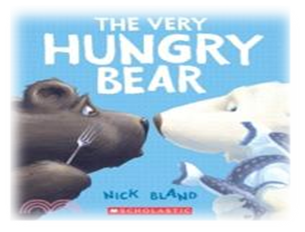 THE VERY
HUNGRY
BEAR
NICK BLAND
SCHOLASTIC